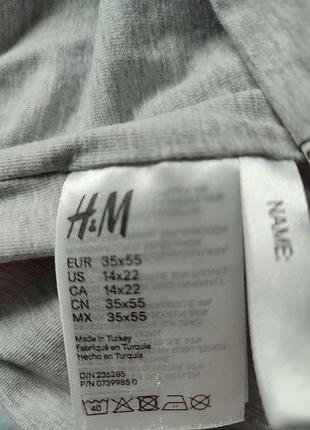 H&M
EUR 35x55
US 14x22
CA 14x22
CN 35x55
MX 35x55
Made in Turkey
Fabriqué en Turquie
Hecho en Turquía
O/N 236285
P/N 0739985 0
40
NAME: